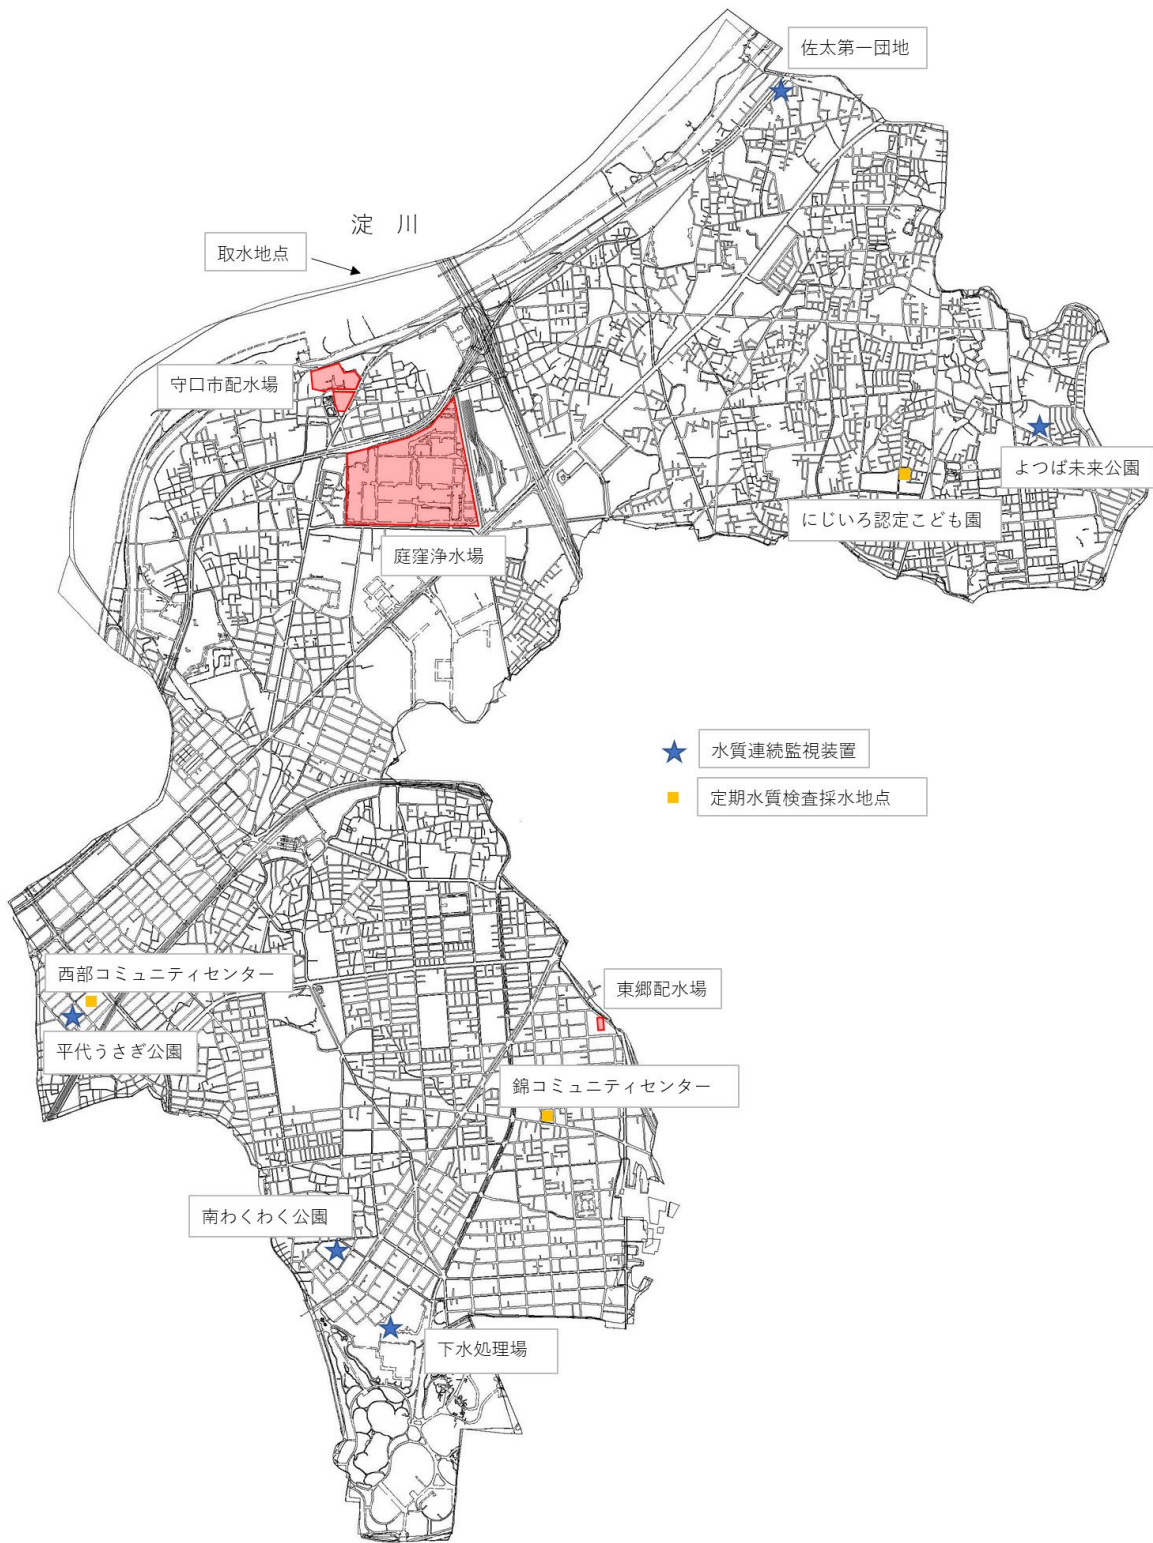 佐太第一団地
淀 川
取水地点
守口市配水場
よつば未来公園
にじいろ認定こども園
庭窪浄水場
水質連続監視装置
定期水質検査採水地点
西部コミュニティセンター
東郷配水場
平代うさぎ公園
錦コミュニティセンター
南わくわく公園
下水処理場